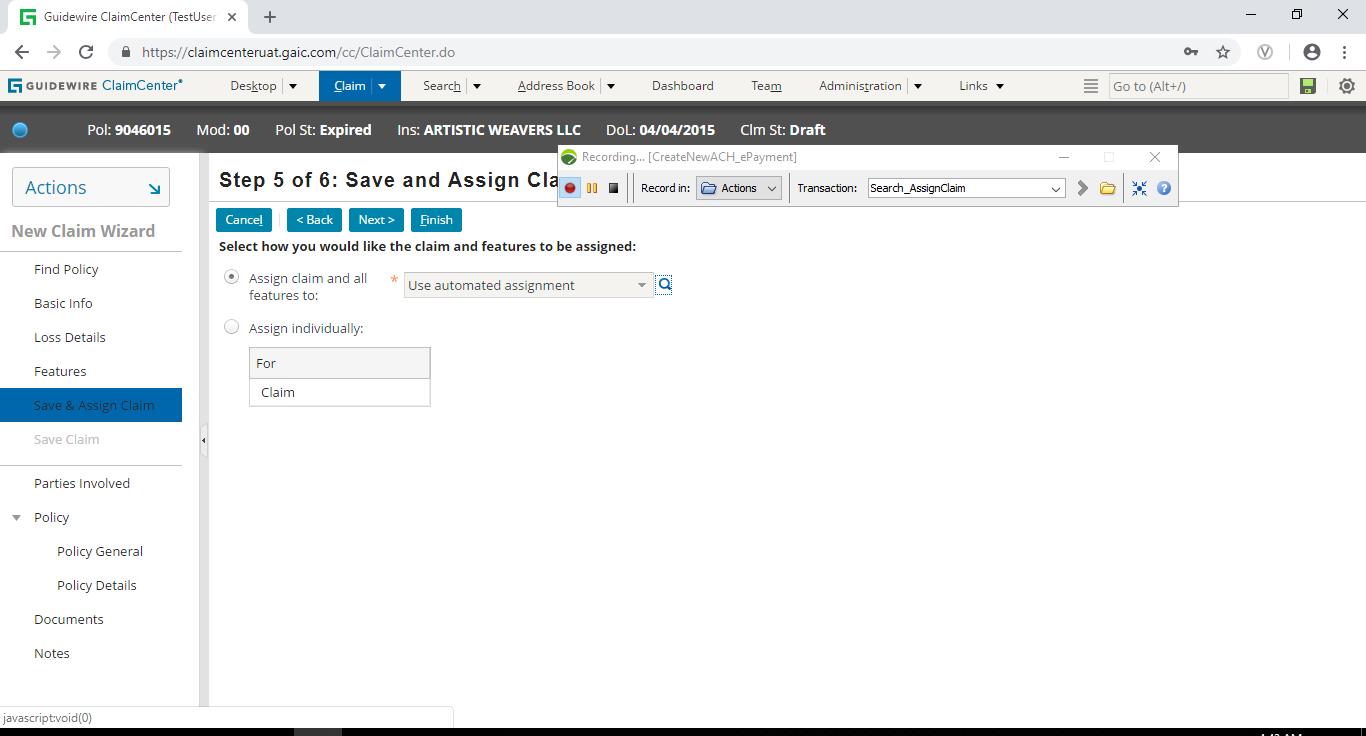 Guidewire ClaimCenter (TestUser
https://claimcenteruat.gaic.com/cc/ClaimCenter.do
GUIDEWIRE ClaimCenter® Desktop Claim Search Address Book Dashboard Team Administration Links Go to (Alt+/)
Pol: 9046015 Mod: 00 Pol St: Expired Ins: ARTISTIC WEAVERS LLC DoL: 04/04/2015 Clm St: Draft
Recording... [CreateNewACH_ePayment]
Record in: Actions Transaction: Search_AssignClaim
Actions
New Claim Wizard
Find Policy
Basic Info
Loss Details
Features
Save & Assign Claim
Save Claim
Parties Involved
Policy
Policy General
Policy Details
Documents
Notes
Step 5 of 6: Save and Assign Cla
Cancel < Back Next > Finish
Select how you would like the claim and features to be assigned:
Assign claim and all * Use automated assignment
features to:
Assign individually:
For
Claim
javascript:void(0)